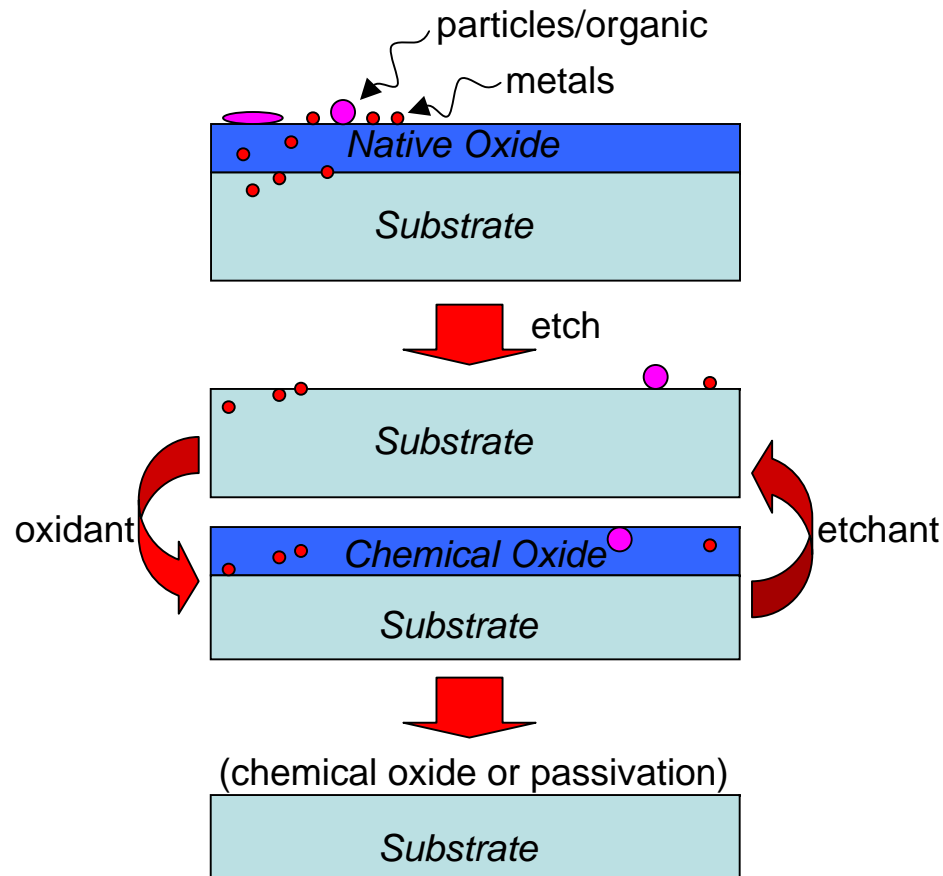 particles/organic
metals
Native Oxide
Substrate
etch
Substrate
oxidant
etchant
Chemical Oxide
Substrate
(chemical oxide or passivation)
Substrate